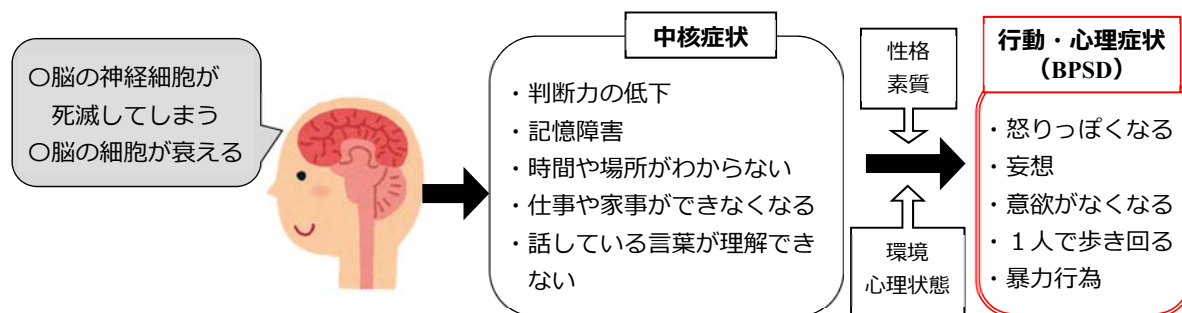 〇脳の神経細胞が
死滅してしまう
〇脳の細胞が衰える
中核症状
・判断力の低下
・記憶障害
・時間や場所がわからない
・仕事や家事ができなくなる
・話している言葉が理解でき
ない
性格
素質
環境
心理状態
行動・心理症状
（BPSD）
・怒りっぽくなる
・妄想
・意欲がなくなる
・１人で歩き回る
・暴力行為